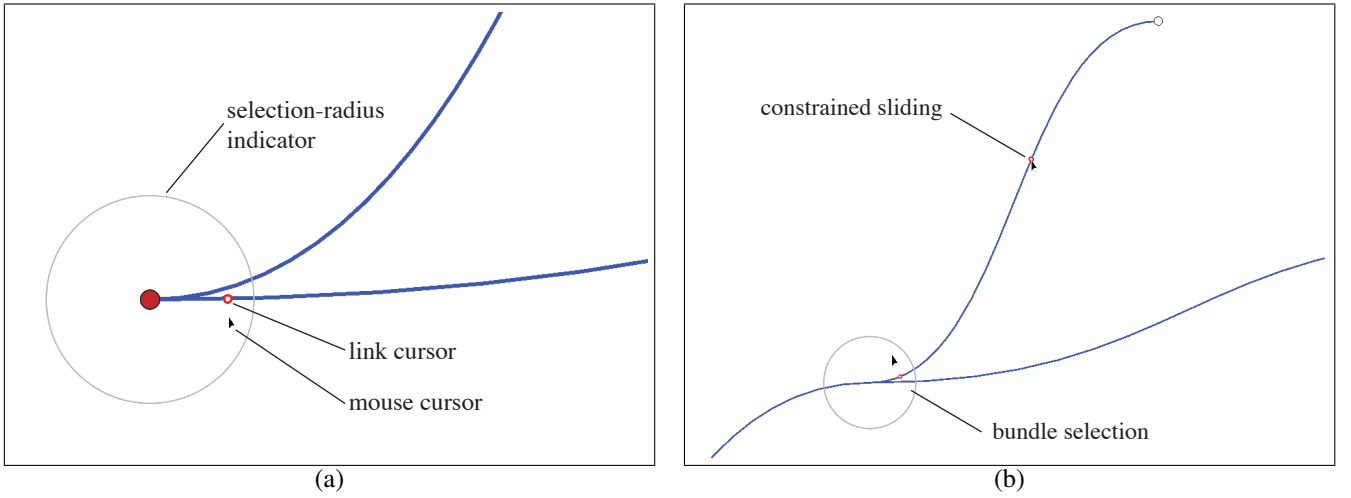 selection-radius
indicator
link cursor
mouse cursor
(a)
constrained sliding
bundle selection
(b)